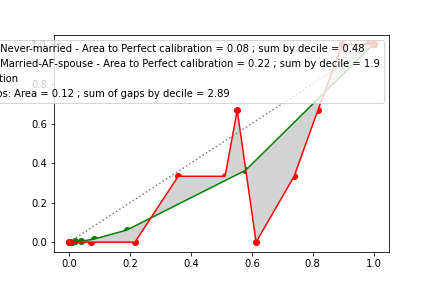 Never-married - Area to Perfect calibration = 0.08 ; sum by decile = 0.48
Married-AF-spouse - Area to Perfect calibration = 0.22 ; sum by decile = 1.9
Area = 0.12 ; sum of gaps by decile = 2.89
1.0
0.8
0.6
0.4
0.2
0.0
0.0 0.2 0.4 0.6 0.8 1.0